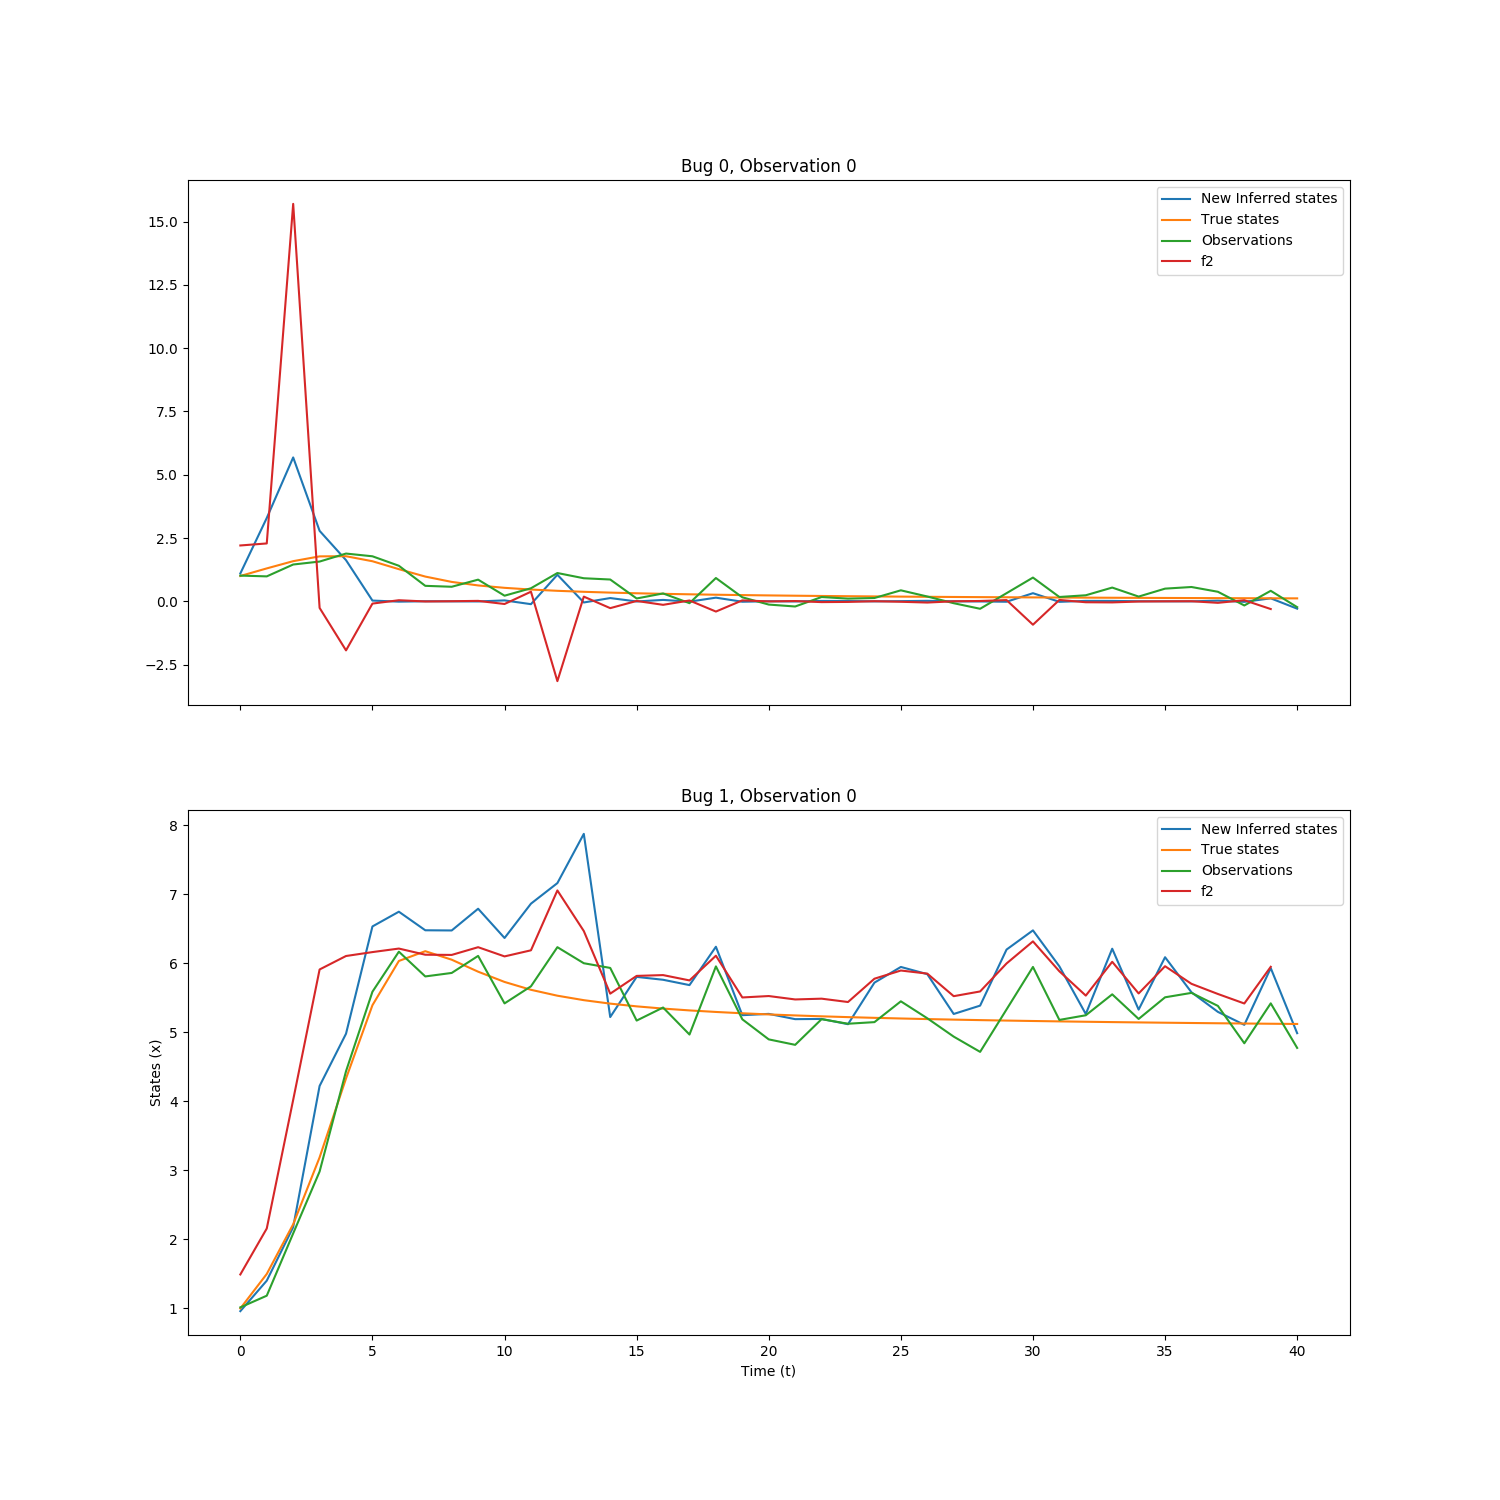 Bug 0, Observation 0
15.0
12.5
10.0
7.5
5.0
2.5
0.0
−2.5
New Inferred states
True states
Observations
f2
Bug 1, Observation 0
8
7
6
5
4
3
2
1
States (x)
New Inferred states
True states
Observations
f2
0 5 10 15 20 25 30 35 40
Time (t)